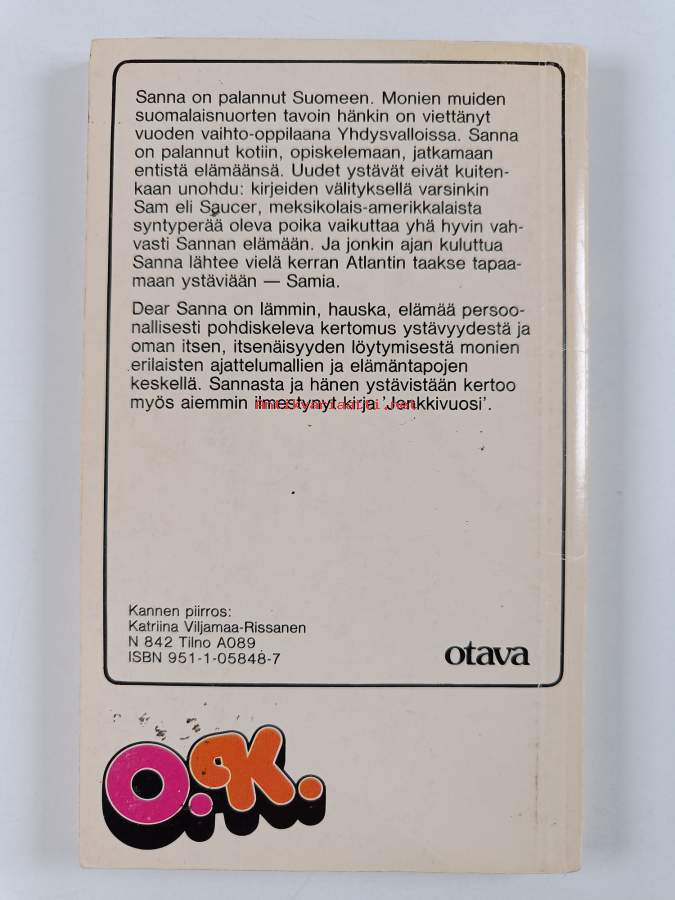 Sanna on palannut Suomeen. Monien muiden
suomalaisnuorten tavoin hänkin on viettänyt
vuoden vaihto-oppilaana Yhdysvalloissa. Sanna
on palannut kotiin, opiskelemaan, jatkamaan
entistä elämäänsä. Uudet ystävät eivät kuiten-
kaan unohdu: kirjeiden välityksellä varsinkin
Sam eli Saucer, meksikolais-amerikkalaista
syntyperää oleva poika vaikuttaa yhä hyvin vah-
vasti Sannan elämään. Ja jonkin ajan kuluttua
Sanna lähtee vielä kerran Atlantin taakse tapaa-
maan ystäviään — Samia.
Dear Sanna on lämmin, hauska, elämää persoo-
nallisesti pohdiskeleva kertomus ystävyydestä ja
oman itsen, itsenäisyyden löytymisestä monien
erilaisten ajattelumallien ja elämäntapojen
keskellä. Sannasta ja hänen ystävistään kertoo
myös aiemmin ilmestynyt kirja 'Jenkkivuosi'.
antikvariaatti.net
Kannen piirros:
Katriina Viljamaa-Rissanen
N 842 Tilno A089
ISBN 951-1-05848-7
otava
O.K.